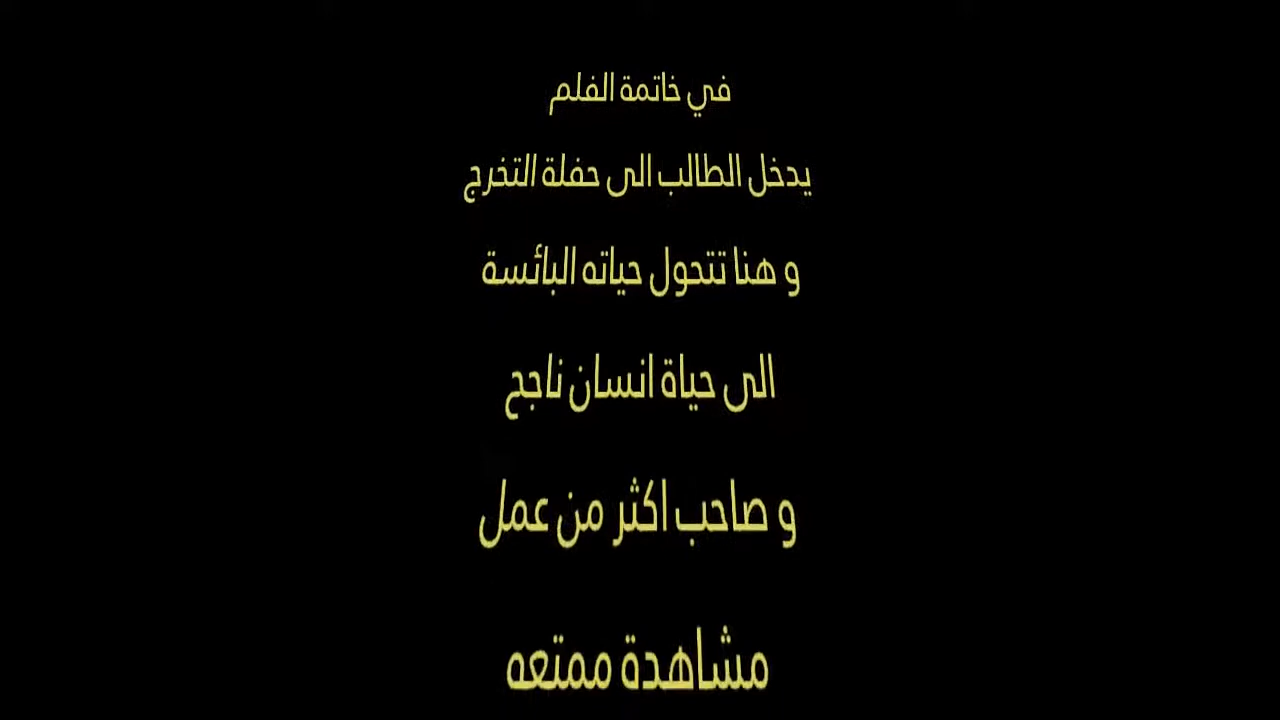 في خاتمة الفلم
يدخل الطالب الى حفلة التخرج
و هنا تتحول حياته البائسة
الى حياة انسان ناجح
و صاحب اكثر من عمل
مشاهدة ممتعه